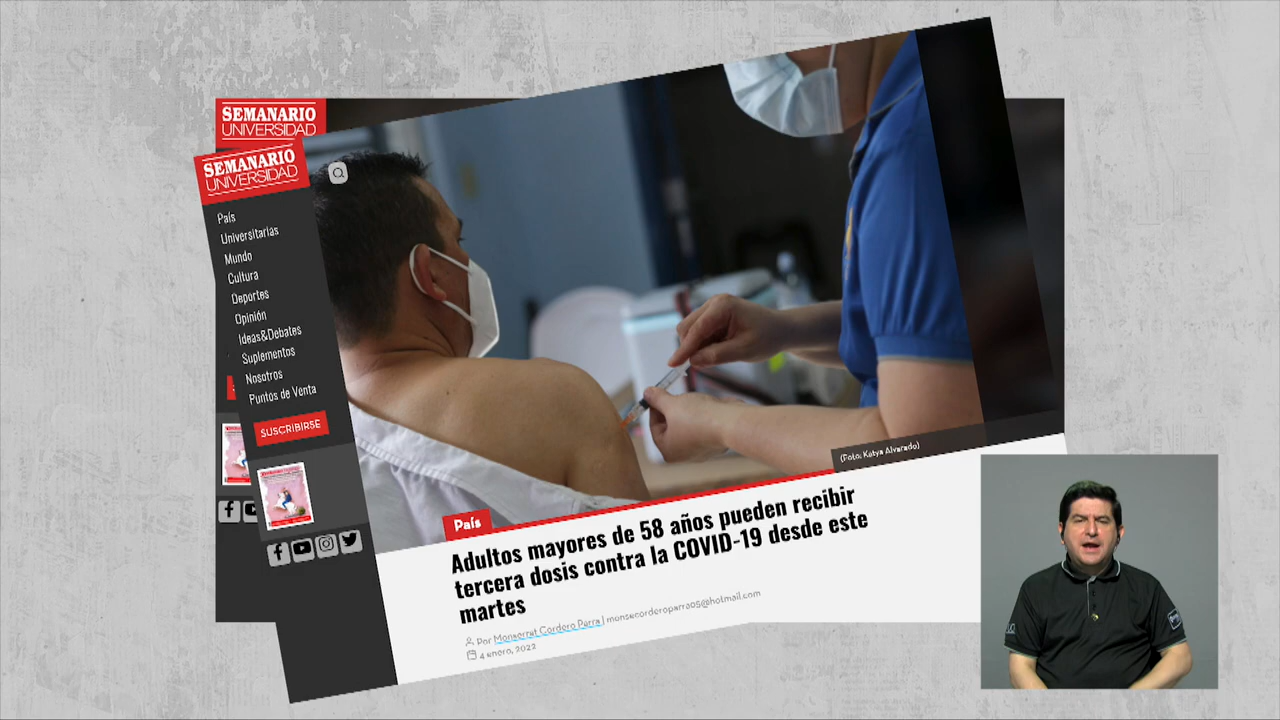 SEMANARIO
UNIVERSIDAD
SEMANARIO
UNIVERSIDAD
País
Universitarias
Mundo
Cultura
Deportes
Opinión
Ideas&Debates
Suplementos
Nosotros
Puntos de Venta
SUSCRIBIRSE
(Foto: Katya Alvarado)
País
Adultos mayores de 58 años pueden recibir
tercera dosis contra la COVID-19 desde este
martes
Por Monserrat Cordero Parra | monsecorderoparra05@hotmail.com
4 enero, 2022